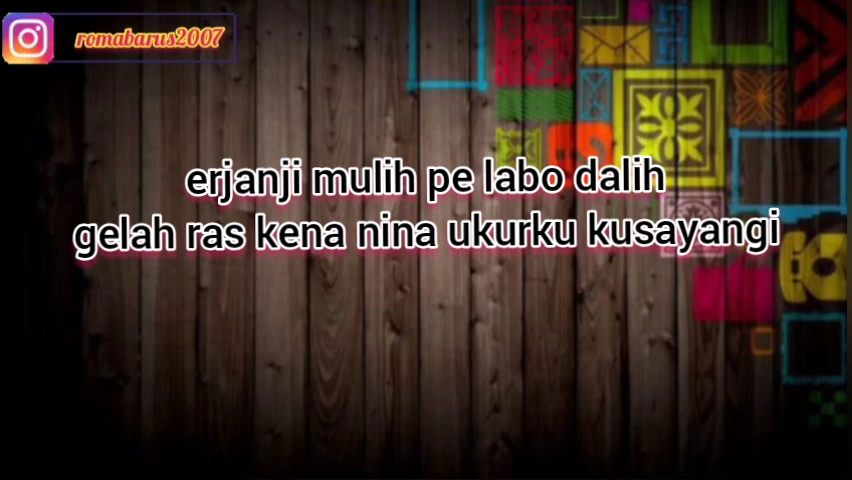 romabarus2007
erjanji mulih pe labo dalih
gelah ras kena nina ukurku kusayangi